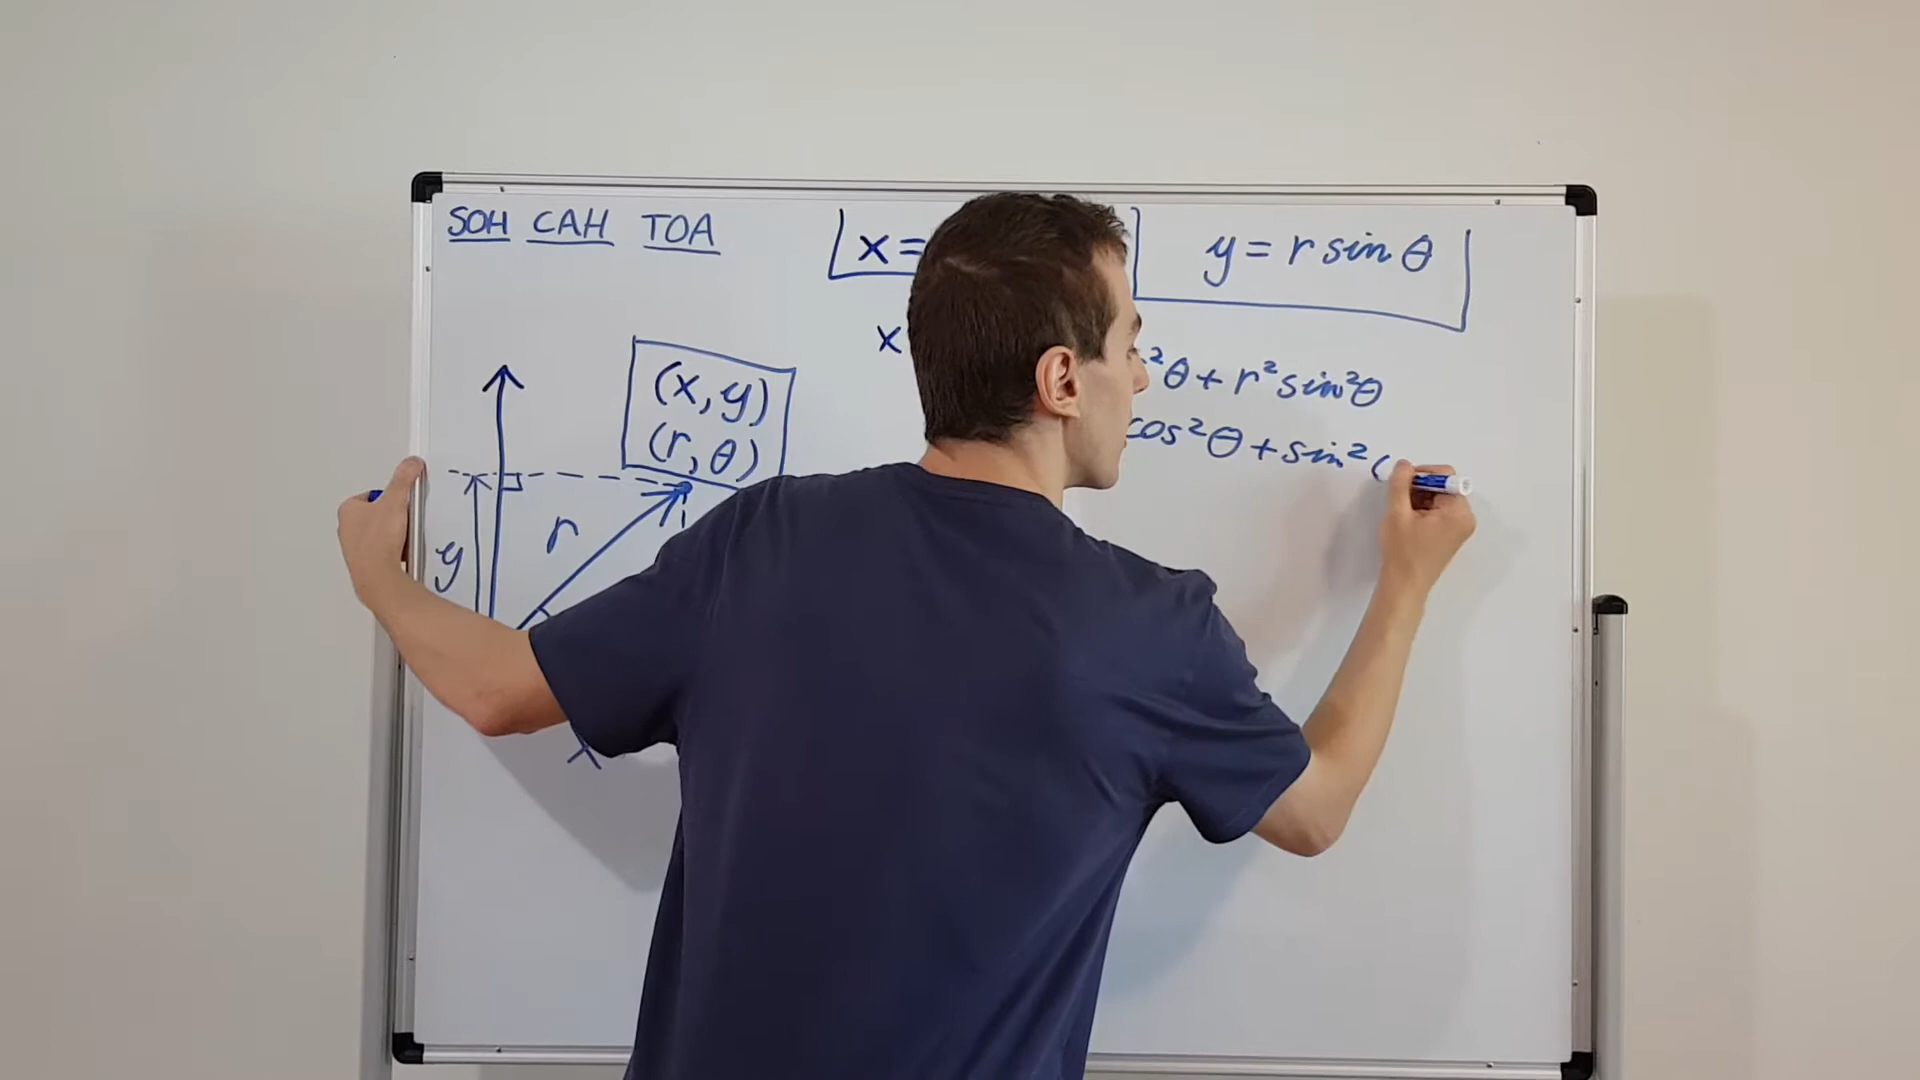 SOH CAH TOA
x =
y = r sin θ
x
²θ + r² sin²θ
cos²θ + sin²
(x, y)
(r, θ)
r
y
x